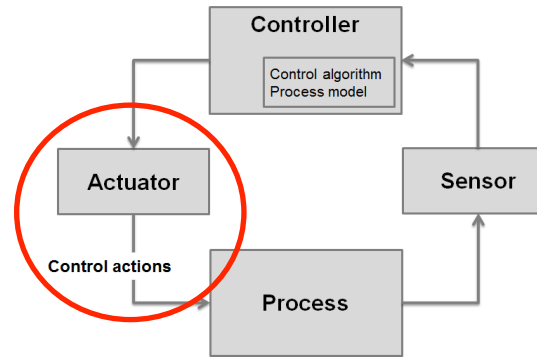 Controller
Control algorithm
Process model
Actuator
Sensor
Control actions
Process